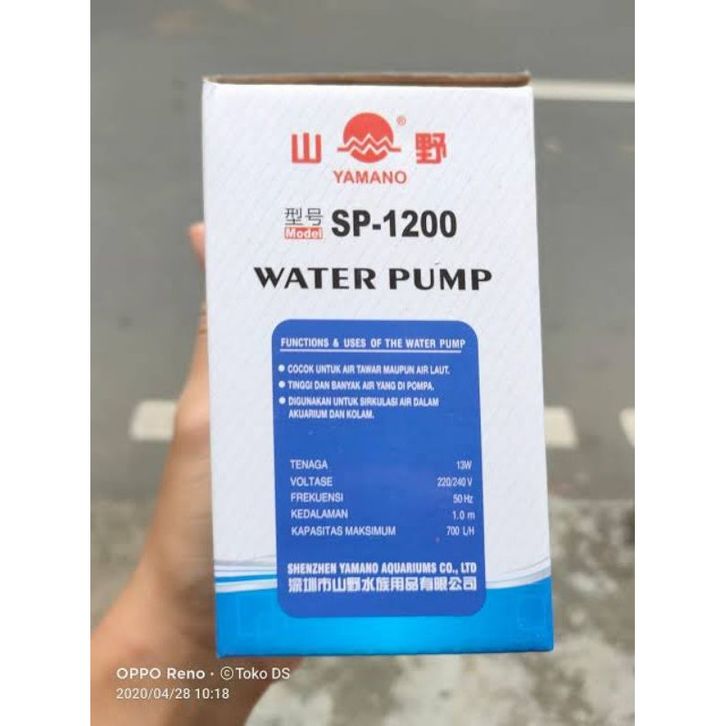 山 野 ®
YAMANO
型号 Model SP-1200
WATER PUMP
FUNCTIONS & USES OF THE WATER PUMP
● COCOK UNTUK AIR TAWAR MAUPUN AIR LAUT.
● TINGGI DAN BANYAK AIR YANG DI POMPA.
● DIGUNAKAN UNTUK SIRKULASI AIR DALAM
AKUARIUM DAN KOLAM.
TENAGA 13W
VOLTASE 220/240 V
FREKUENSI 50 Hz
KEDALAMAN 1.0 m
KAPASITAS MAKSIMUM 700 L/H
SHENZHEN YAMANO AQUARIUMS CO., LTD
深圳市山野水族用品有限公司
OPPO Reno · ©Toko DS
2020/04/28 10:18